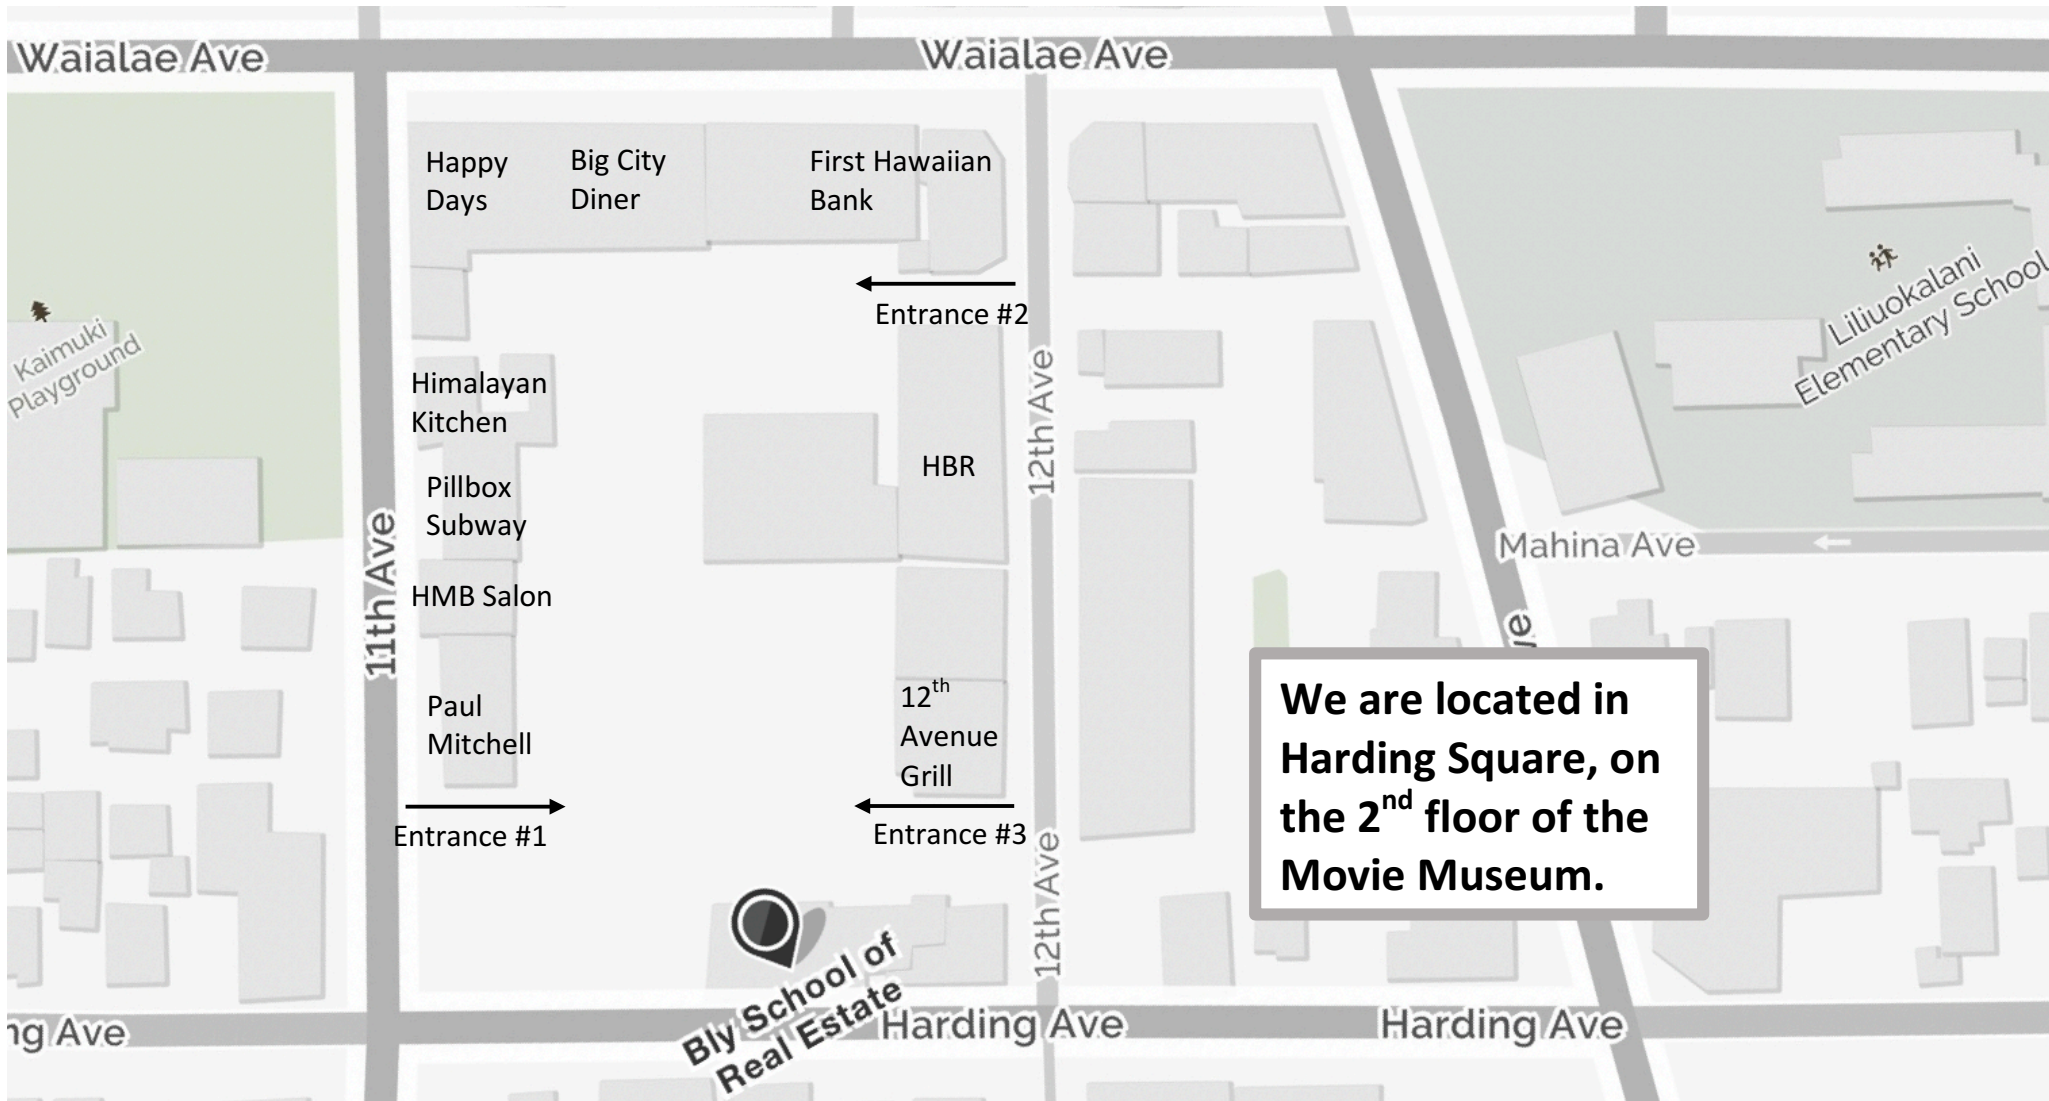 Waialae Ave
Waialae Ave
Happy
Days
Big City
Diner
First Hawaiian
Bank
Entrance #2
Kaimuki
Playground
Liliuokalani
Elementary School
Himalayan
Kitchen
12th Ave
HBR
Pillbox
Subway
Mahina Ave
11th Ave
HMB Salon
ve
Paul
Mitchell
12th
Avenue
Grill
We are located in
Harding Square, on
the 2nd floor of the
Movie Museum.
Entrance #1
Entrance #3
12th Ave
Bly School of
Real Estate
ng Ave
Harding Ave
Harding Ave